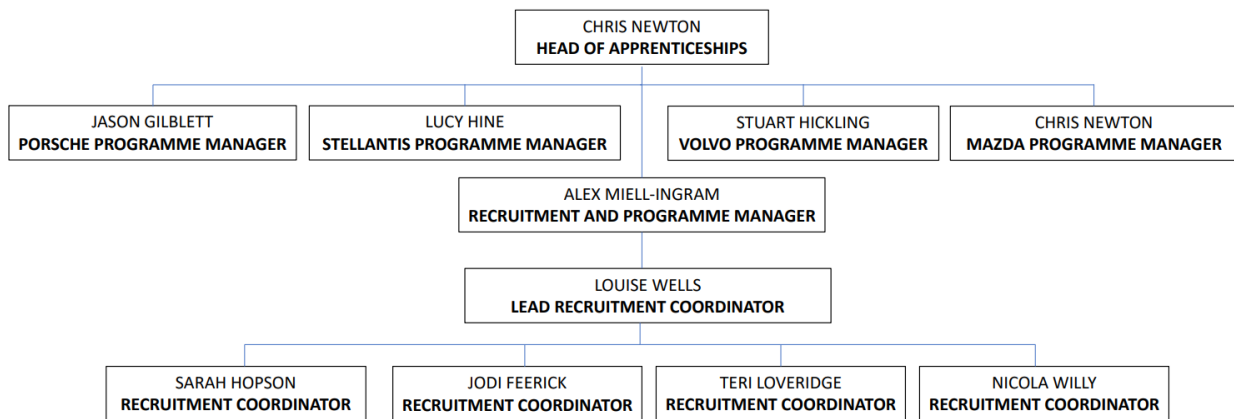 CHRIS NEWTON
HEAD OF APPRENTICESHIPS
JASON GILBLETT
PORSCHE PROGRAMME MANAGER
LUCY HINE
STELLANTIS PROGRAMME MANAGER
STUART HICKLING
VOLVO PROGRAMME MANAGER
CHRIS NEWTON
MAZDA PROGRAMME MANAGER
ALEX MIELL-INGRAM
RECRUITMENT AND PROGRAMME MANAGER
LOUISE WELLS
LEAD RECRUITMENT COORDINATOR
SARAH HOPSON
RECRUITMENT COORDINATOR
JODI FEERICK
RECRUITMENT COORDINATOR
TERI LOVERIDGE
RECRUITMENT COORDINATOR
NICOLA WILLY
RECRUITMENT COORDINATOR